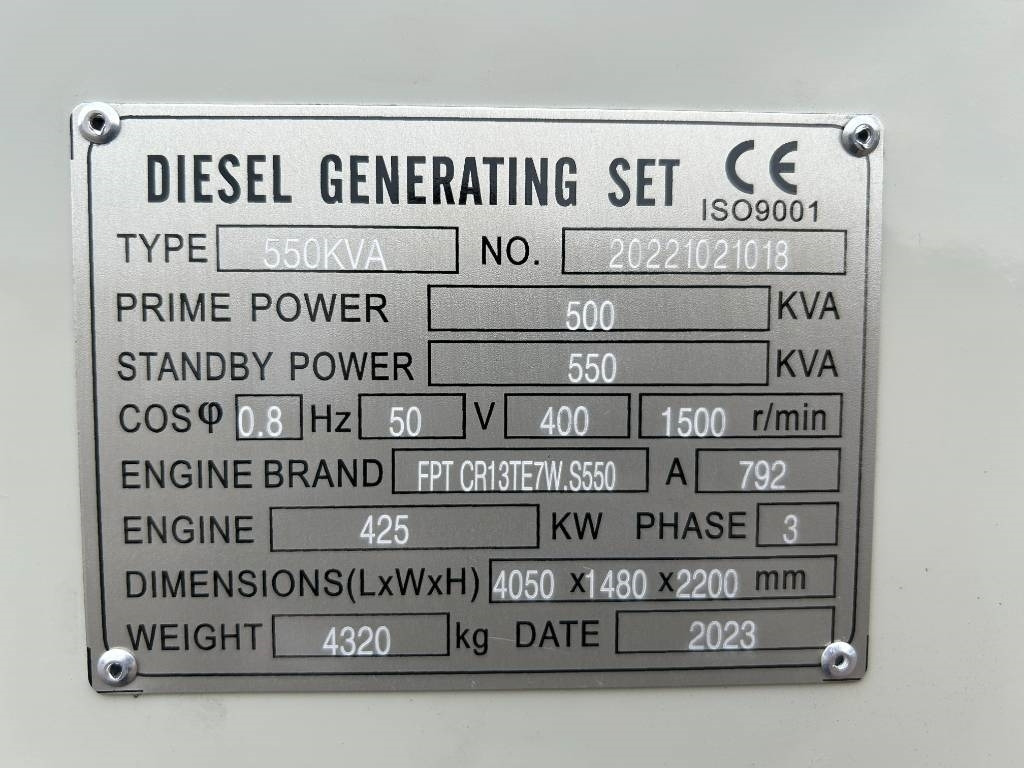 DIESEL GENERATING SET CE
ISO9001
TYPE 550KVA NO. 20221021018
PRIME POWER 500 KVA
STANDBY POWER 550 KVA
COSφ 0.8 Hz 50 V 400 1500 r/min
ENGINE BRAND FPT CR13TE7W.S550 A 792
ENGINE 425 KW PHASE 3
DIMENSIONS(LxWxH) 4050 x1480 x2200 mm
WEIGHT 4320 kg DATE 2023